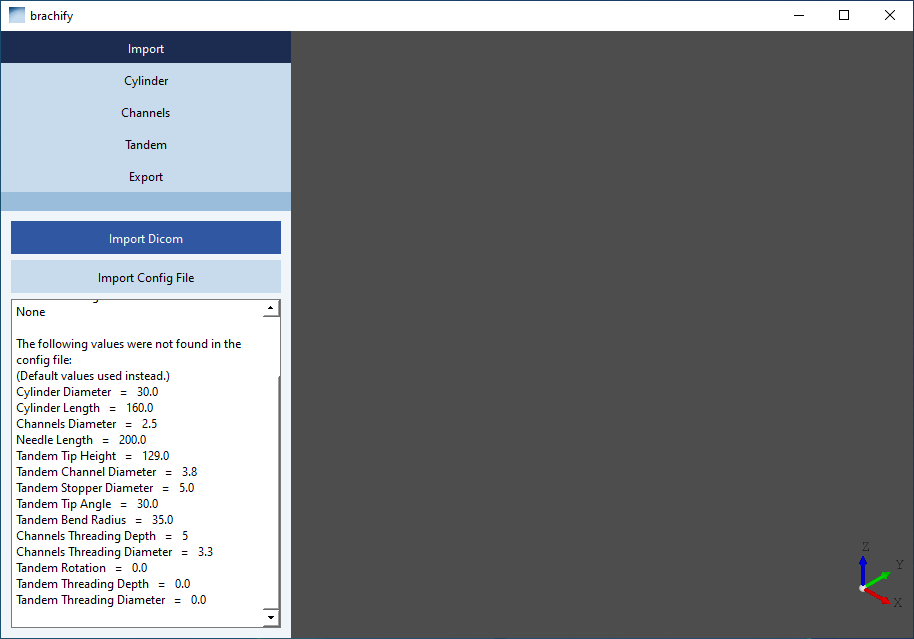 brachify
Import
Cylinder
Channels
Tandem
Export
Import Dicom
Import Config File
None
The following values were not found in the
config file:
(Default values used instead.)
Cylinder Diameter = 30.0
Cylinder Length = 160.0
Channels Diameter = 2.5
Needle Length = 200.0
Tandem Tip Height = 129.0
Tandem Channel Diameter = 3.8
Tandem Stopper Diameter = 5.0
Tandem Tip Angle = 30.0
Tandem Bend Radius = 35.0
Channels Threading Depth = 5
Channels Threading Diameter = 3.3
Tandem Rotation = 0.0
Tandem Threading Depth = 0.0
Tandem Threading Diameter = 0.0
Z
Y
X